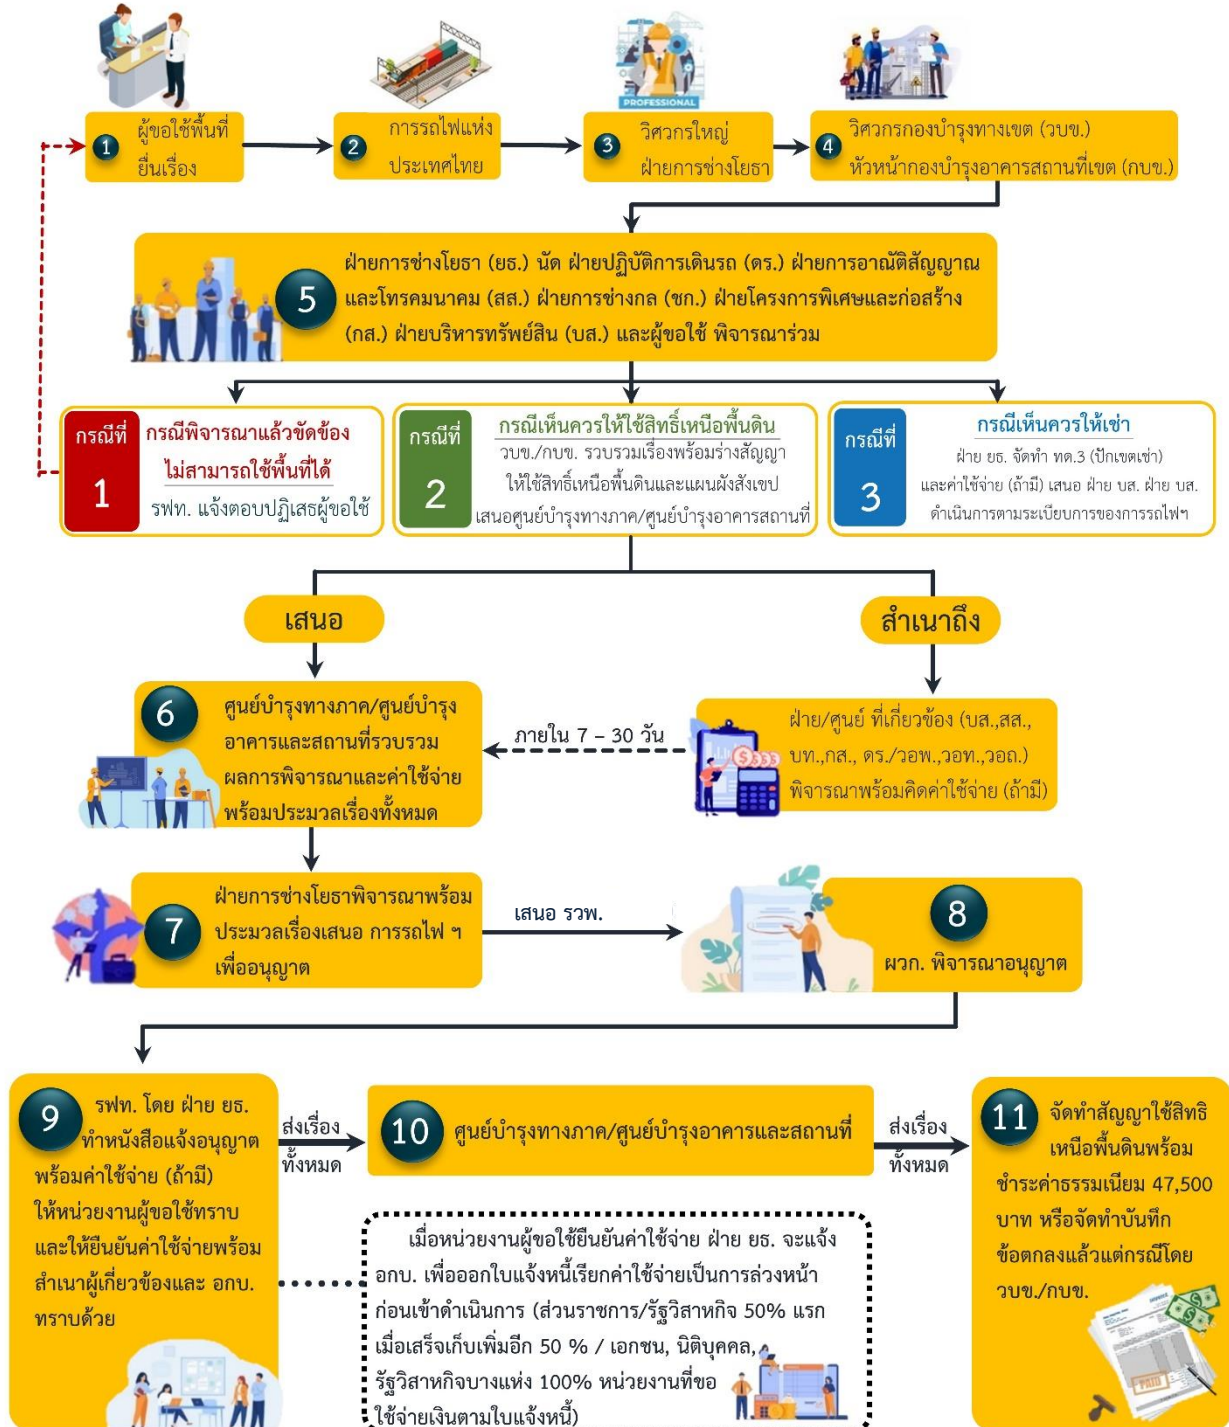 PROFESSIONAL
1
ผู้ขอใช้พื้นที่
ยื่นเรื่อง
2
การรถไฟแห่ง
ประเทศไทย
3
วิศวกรใหญ่
ฝ่ายการช่างโยธา
4
วิศวกรกองบำรุงทางเขต (วบข.)
หัวหน้ากองบำรุงอาคารสถานที่เขต (กบข.)
5
ฝ่ายการช่างโยธา (ยธ.) นัด ฝ่ายปฏิบัติการเดินรถ (ดร.) ฝ่ายการอาณัติสัญญาณ
และโทรคมนาคม (สส.) ฝ่ายการช่างกล (ชก.) ฝ่ายโครงการพิเศษและก่อสร้าง
(กส.) ฝ่ายบริหารทรัพย์สิน (บส.) และผู้ขอใช้ พิจารณาร่วม
กรณีที่
1
กรณีพิจารณาแล้วขัดข้อง
ไม่สามารถใช้พื้นที่ได้
รฟท. แจ้งตอบปฏิเสธผู้ขอใช้
กรณีที่
2
กรณีเห็นควรให้ใช้สิทธิ์เหนือพื้นดิน
วบข./กบข. รวบรวมเรื่องพร้อมร่างสัญญา
ให้ใช้สิทธิ์เหนือพื้นดินและแผนผังสังเขป
เสนอศูนย์บำรุงทางภาค/ศูนย์บำรุงอาคารสถานที่
กรณีที่
3
กรณีเห็นควรให้เช่า
ฝ่าย ยธ. จัดทำ ทด.3 (ปักเขตเช่า)
และค่าใช้จ่าย (ถ้ามี) เสนอ ฝ่าย บส. ฝ่าย บส.
ดำเนินการตามระเบียบการของการรถไฟฯ
เสนอ
สำเนาถึง
6
ศูนย์บำรุงทางภาค/ศูนย์บำรุง
อาคารและสถานที่รวบรวม
ผลการพิจารณาและค่าใช้จ่าย
พร้อมประมวลเรื่องทั้งหมด
ภายใน 7 – 30 วัน
ฝ่าย/ศูนย์ ที่เกี่ยวข้อง (บส.,สส.,
บท.,กส., ดร./วอพ.,วอท.,วอถ.)
พิจารณาพร้อมคิดค่าใช้จ่าย (ถ้ามี)
7
ฝ่ายการช่างโยธาพิจารณาพร้อม
ประมวลเรื่องเสนอ การรถไฟ ฯ
เพื่ออนุญาต
เสนอ รวพ.
8
ผวก. พิจารณาอนุญาต
9
รฟท. โดย ฝ่าย ยธ.
ทำหนังสือแจ้งอนุญาต
พร้อมค่าใช้จ่าย (ถ้ามี)
ให้หน่วยงานผู้ขอใช้ทราบ
และให้ยืนยันค่าใช้จ่ายพร้อม
สำเนาผู้เกี่ยวข้องและ อกบ.
ทราบด้วย
ส่งเรื่อง
ทั้งหมด
10
ศูนย์บำรุงทางภาค/ศูนย์บำรุงอาคารและสถานที่
ส่งเรื่อง
ทั้งหมด
11
จัดทำสัญญาใช้สิทธิ
เหนือพื้นดินพร้อม
ชำระค่าธรรมเนียม 47,500
บาท หรือจัดทำบันทึก
ข้อตกลงแล้วแต่กรณีโดย
วบข./กบข.
PAID
เมื่อหน่วยงานผู้ขอใช้ยืนยันค่าใช้จ่าย ฝ่าย ยธ. จะแจ้ง
อกบ. เพื่อออกใบแจ้งหนี้เรียกค่าใช้จ่ายเป็นการล่วงหน้า
ก่อนเข้าดำเนินการ (ส่วนราชการ/รัฐวิสาหกิจ 50% แรก
เมื่อเสร็จเก็บเพิ่มอีก 50 % / เอกชน, นิติบุคคล,
รัฐวิสาหกิจบางแห่ง 100% หน่วยงานที่ขอ
ใช้จ่ายเงินตามใบแจ้งหนี้)